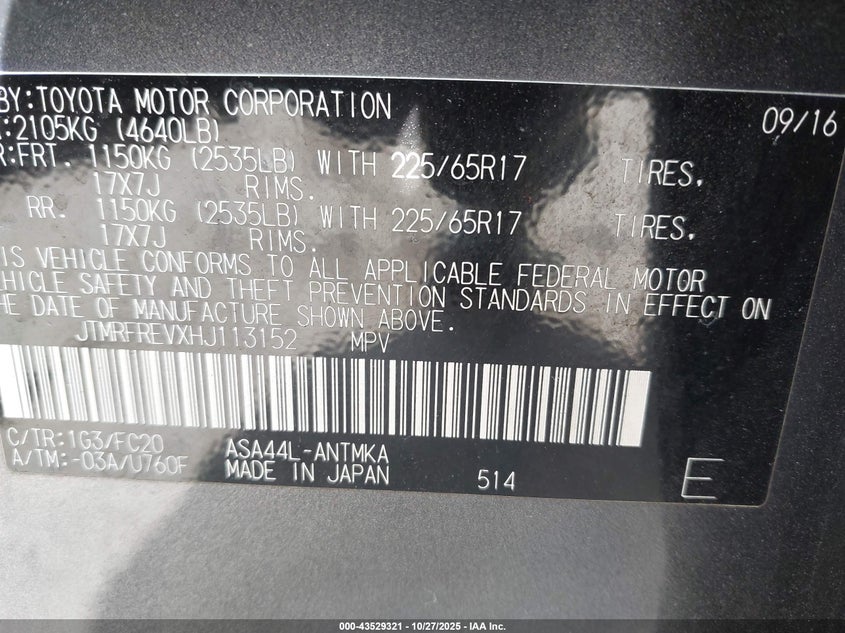 BY:TOYOTA MOTOR CORPORATION 09/16
:2105KG (4640LB)
R:FRT. 1150KG (2535LB) WITH 225/65R17 TIRES,
17X7J RIMS.
RR. 1150KG (2535LB) WITH 225/65R17 TIRES,
17X7J RIMS.
IS VEHICLE CONFORMS TO ALL APPLICABLE FEDERAL MOTOR
HICLE SAFETY AND THEFT PREVENTION STANDARDS IN EFFECT ON
HE DATE OF MANUFACTURE SHOWN ABOVE.
JTMRFREVXHJ113152 MPV
C/TR:1G3/FC20 ASA44L-ANTMKA
A/TM:-03A/U760F MADE IN JAPAN 514 E
000-43529321 | 10/27/2025 | IAA Inc.